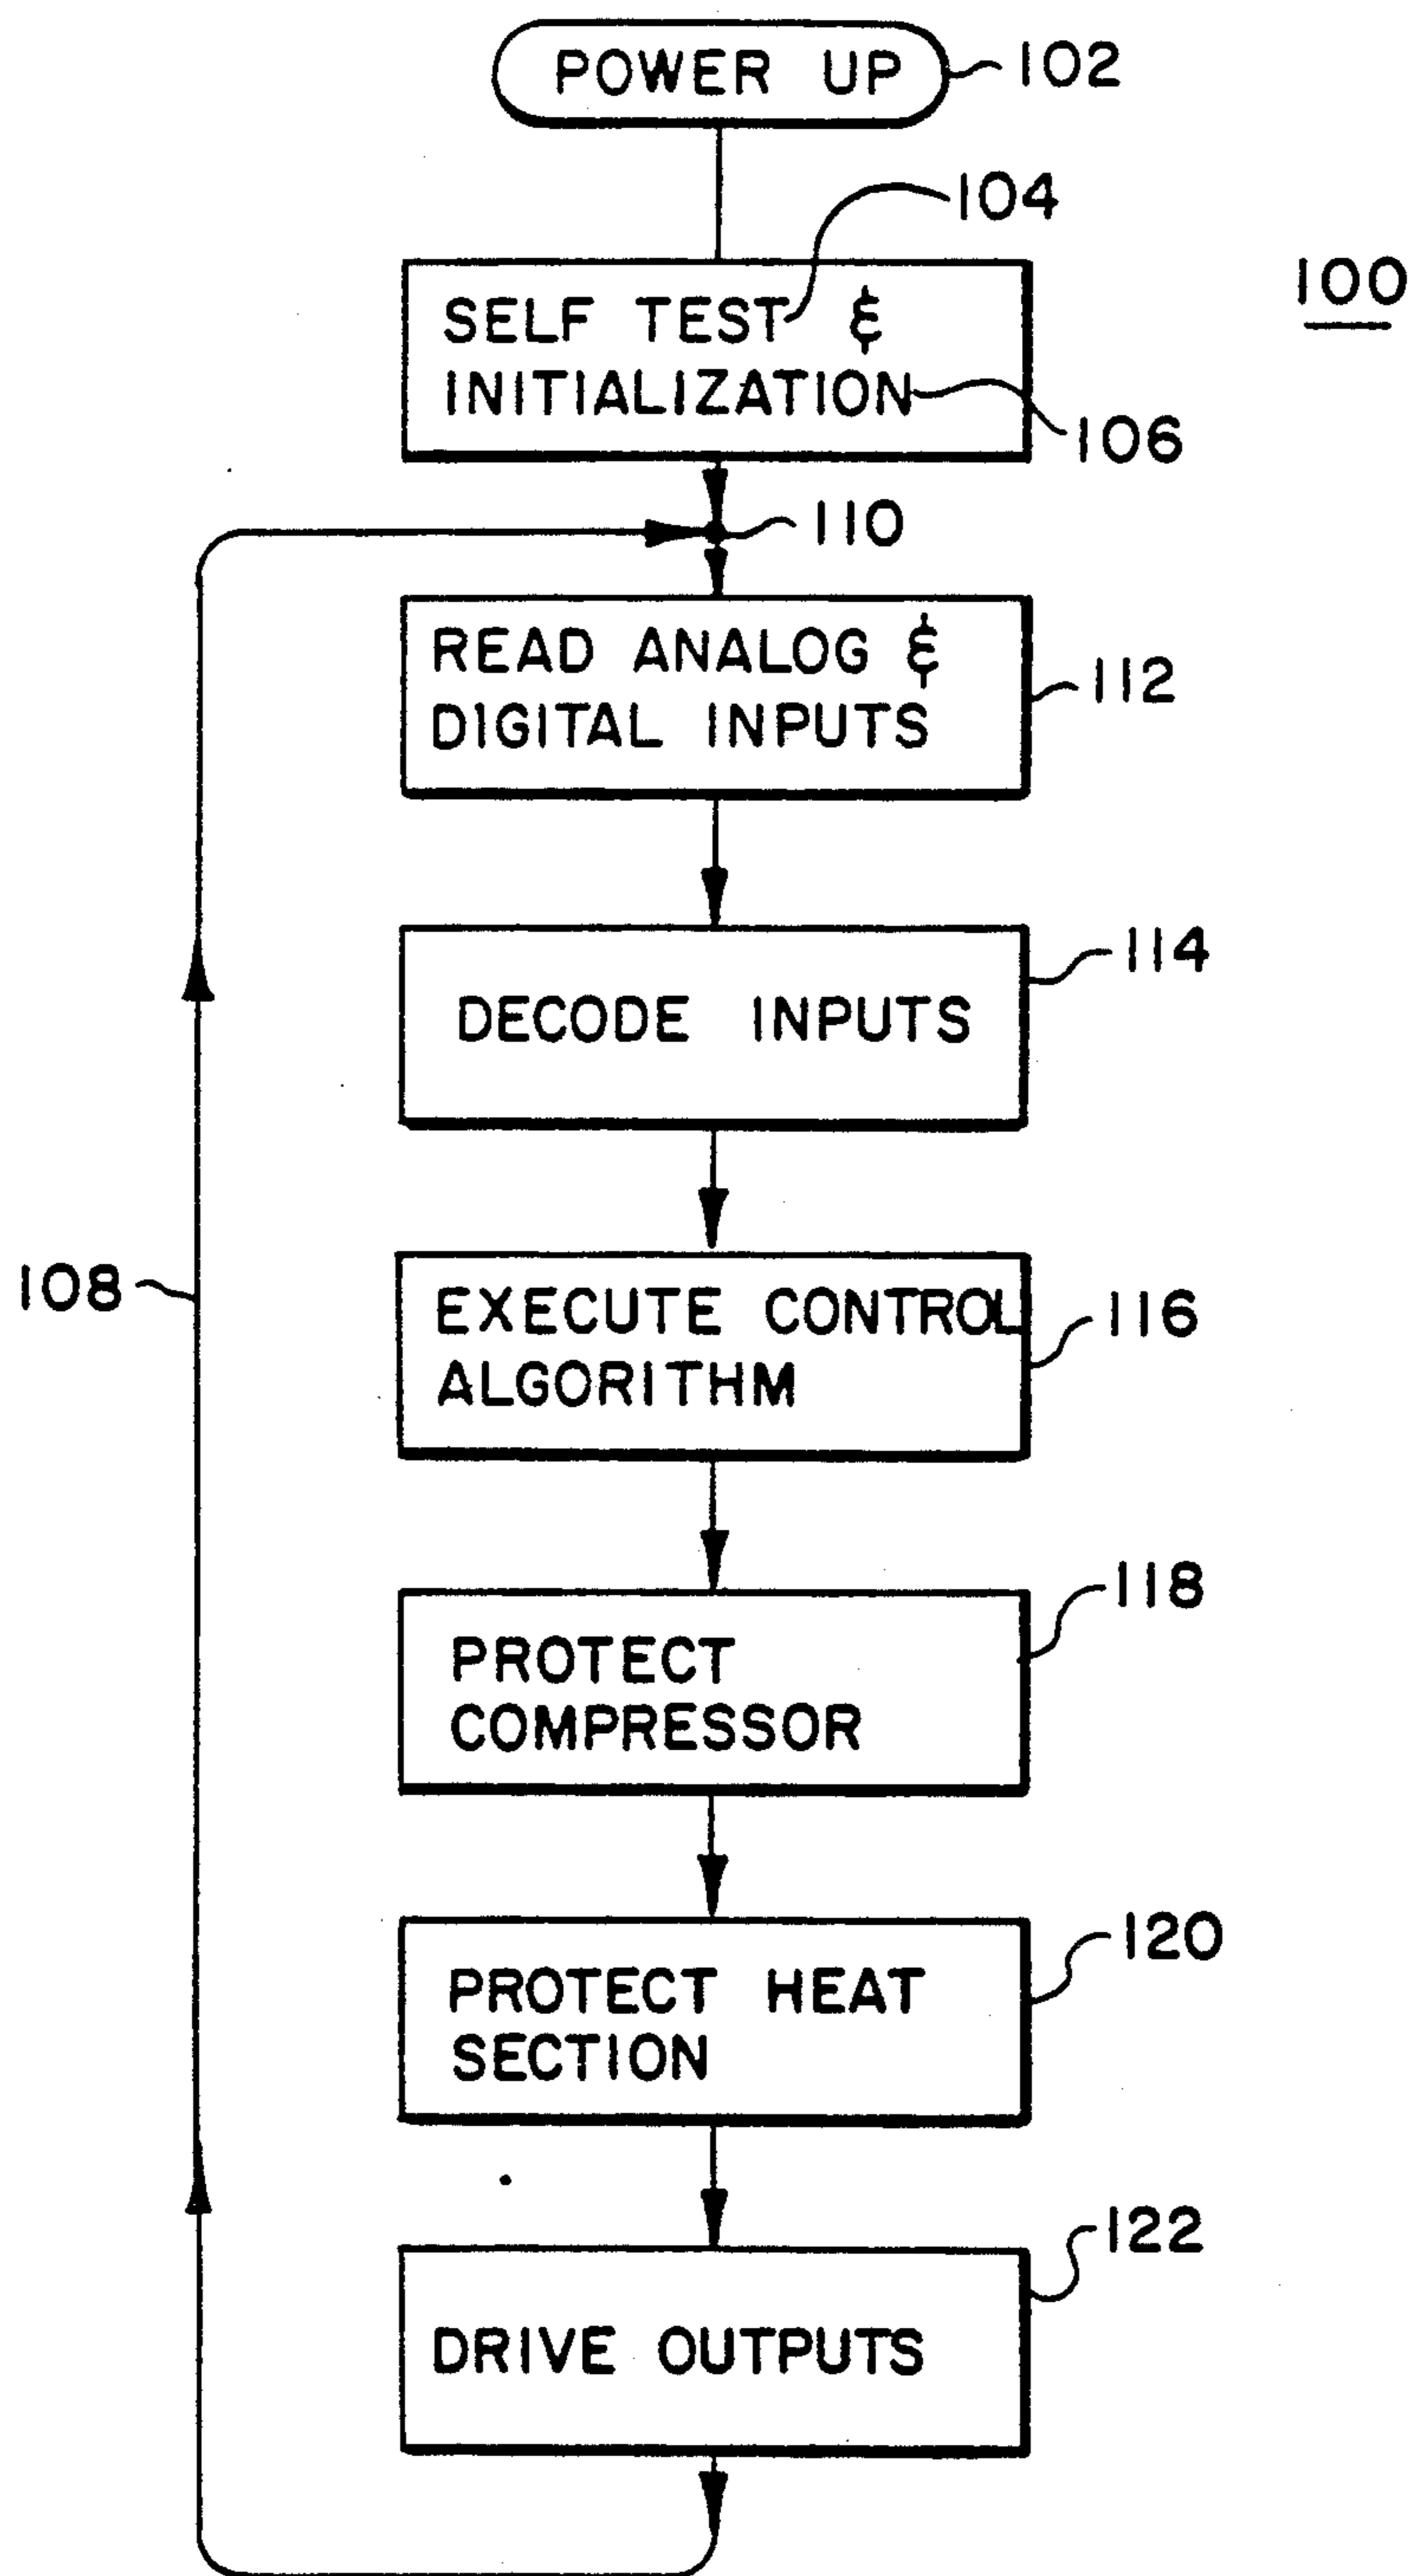 POWER UP
102
104
100
SELF TEST &
INITIALIZATION
106
110
READ ANALOG &
DIGITAL INPUTS
112
114
DECODE INPUTS
108
EXECUTE CONTROL
ALGORITHM
116
118
PROTECT
COMPRESSOR
120
PROTECT HEAT
SECTION
122
DRIVE OUTPUTS